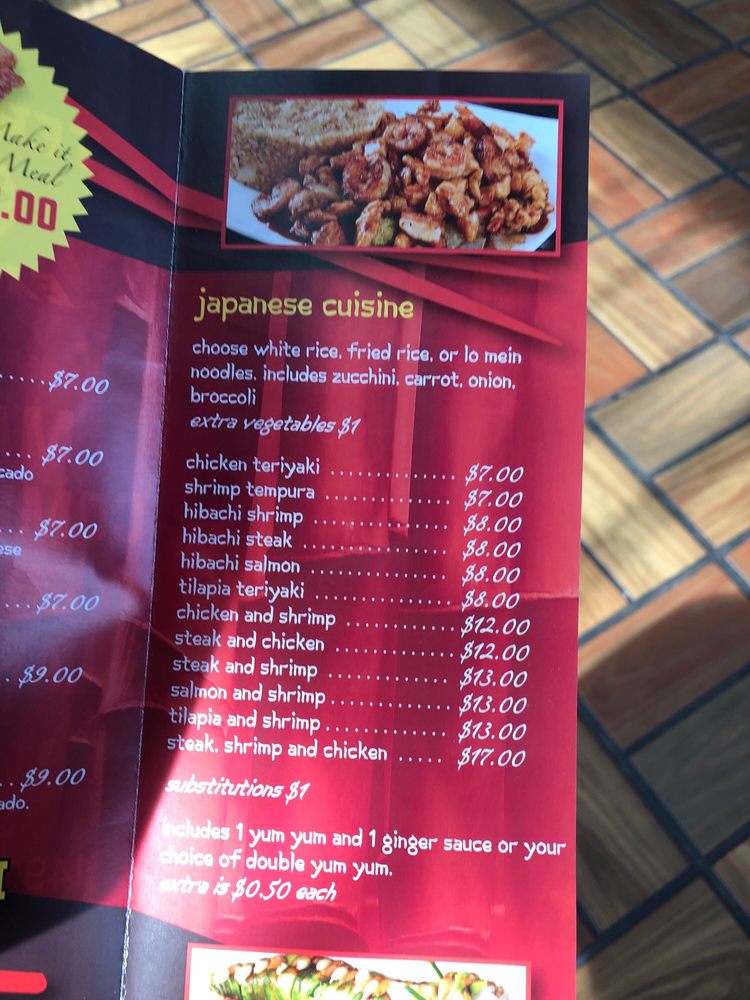 Make it
Meal
.00
.....$7.00
.... $7.00
cado
.. $7.00
ese
....$7.00
.. $9.00
...$9.00
ado.
japanese cuisine
choose white rice, fried rice, or lo mein
noodles. includes zucchini, carrot, onion,
broccoli
extra vegetables $1
chicken teriyaki ............... $7.00
shrimp tempura ............... $7.00
hibachi shrimp ................ $8.00
hibachi steak .................. $8.00
hibachi salmon ................. $8.00
tilapia teriyaki ................ $8.00
chicken and shrimp ............ $12.00
steak and chicken ............. $12.00
steak and shrimp .............. $13.00
salmon and shrimp.............. $13.00
tilapia and shrimp.............. $13.00
steak, shrimp and chicken ..... $17.00
substitutions $1
includes 1 yum yum and 1 ginger sauce or your
choice of double yum yum.
extra is $0.50 each